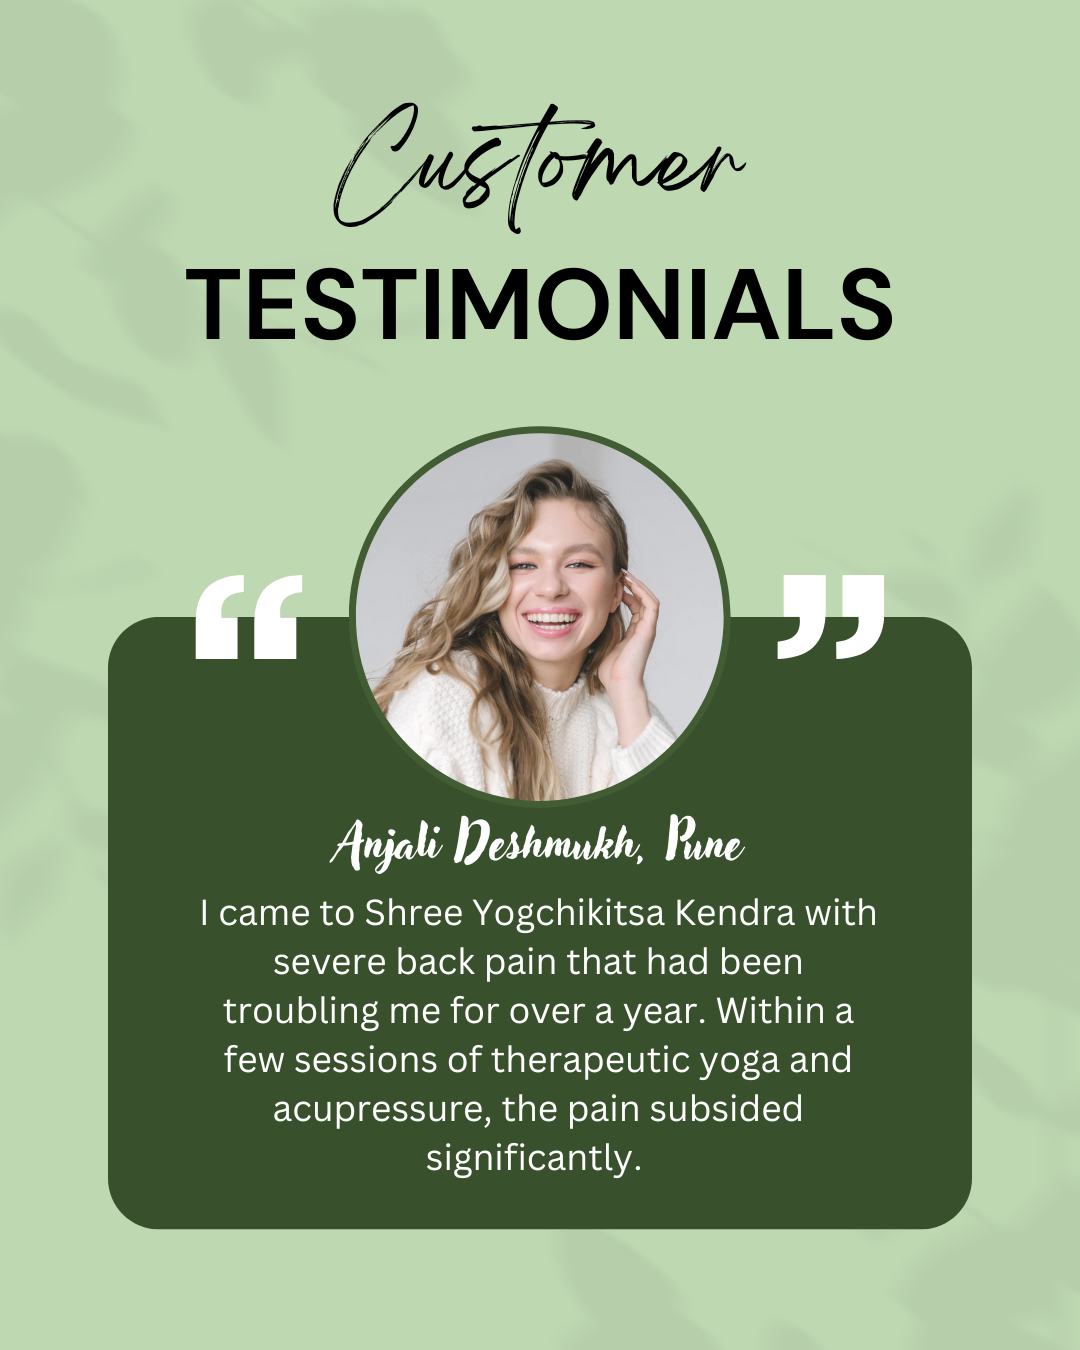 Customer
TESTIMONIALS
“ ”
Anjali Deshmukh, Pune
I came to Shree Yogchikitsa Kendra with
severe back pain that had been
troubling me for over a year. Within a
few sessions of therapeutic yoga and
acupressure, the pain subsided
significantly.